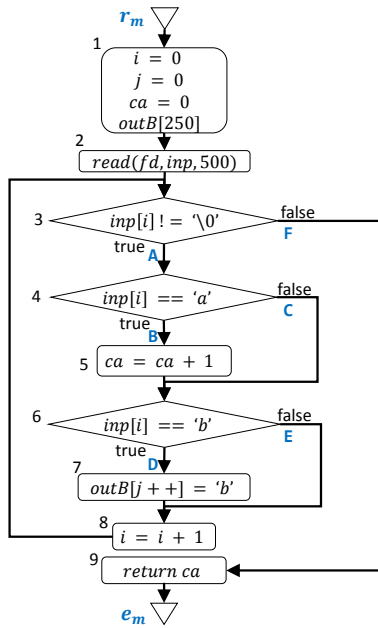 r_m
1
i = 0
j = 0
ca = 0
outB[250]
2
read(fd, inp, 500)
3
inp[i] ! = ‘\0’
false
F
true
A
4
inp[i] == ‘a’
false
C
true
B
5
ca = ca + 1
6
inp[i] == ‘b’
false
E
true
D
7
outB[j + +] = ‘b’
8
i = i + 1
9
return ca
e_m